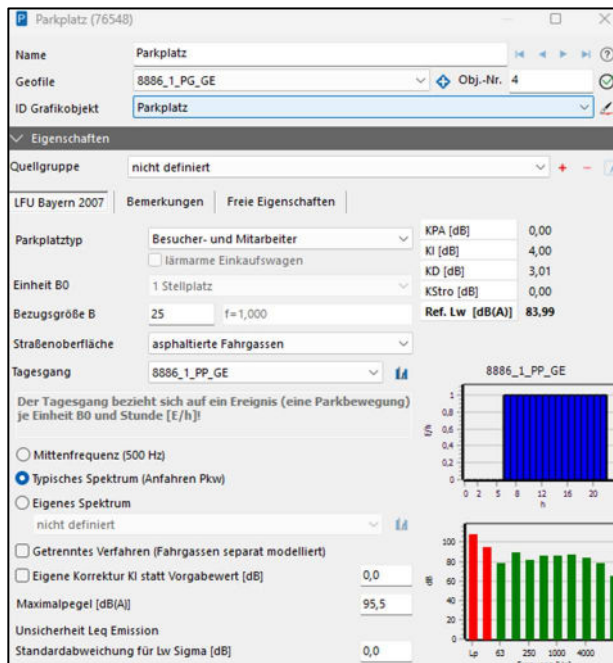 Parkplatz (76548)
Name Parkplatz
Geofile 8886_1_PG_GE Obj.-Nr. 4
ID Grafikobjekt Parkplatz
Eigenschaften
Quellgruppe nicht definiert
LFU Bayern 2007 Bemerkungen Freie Eigenschaften
Parkplatztyp Besucher- und Mitarbeiter
lärmarme Einkaufswagen
Einheit B0 1 Stellplatz
Bezugsgröße B 25 f=1,000
Straßenoberfläche asphaltierte Fahrgassen
Tagesgang 8886_1_PP_GE
Der Tagesgang bezieht sich auf ein Ereignis (eine Parkbewegung)
je Einheit B0 und Stunde [E/h]!
Mittenfrequenz (500 Hz)
Typisches Spektrum (Anfahren Pkw)
Eigenes Spektrum
nicht definiert
Getrenntes Verfahren (Fahrgassen separat modelliert)
Eigene Korrektur KI statt Vorgabewert [dB] 0,0
Maximalpegel [dB(A)] 95,5
Unsicherheit Leq Emission
Standardabweichung für Lw Sigma [dB] 0,0
KPA [dB] 0,00
KI [dB] 4,00
KD [dB] 3,01
KStro [dB] 0,00
Ref. Lw [dB(A)] 83,99
8886_1_PP_GE
E/h
1
0,8
0,6
0,4
0,2
0
0 2 5 8 12 16 20
h
dB
100
80
60
40
20
0
Lp 63 250 1000 4000